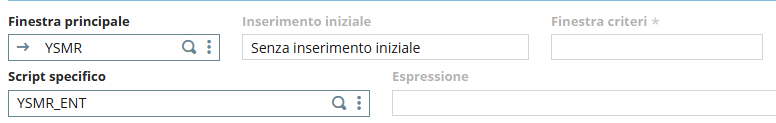 Finestra principale Inserimento iniziale Finestra criteri *
YSMR Senza inserimento iniziale
Script specifico Espressione
YSMR_ENT